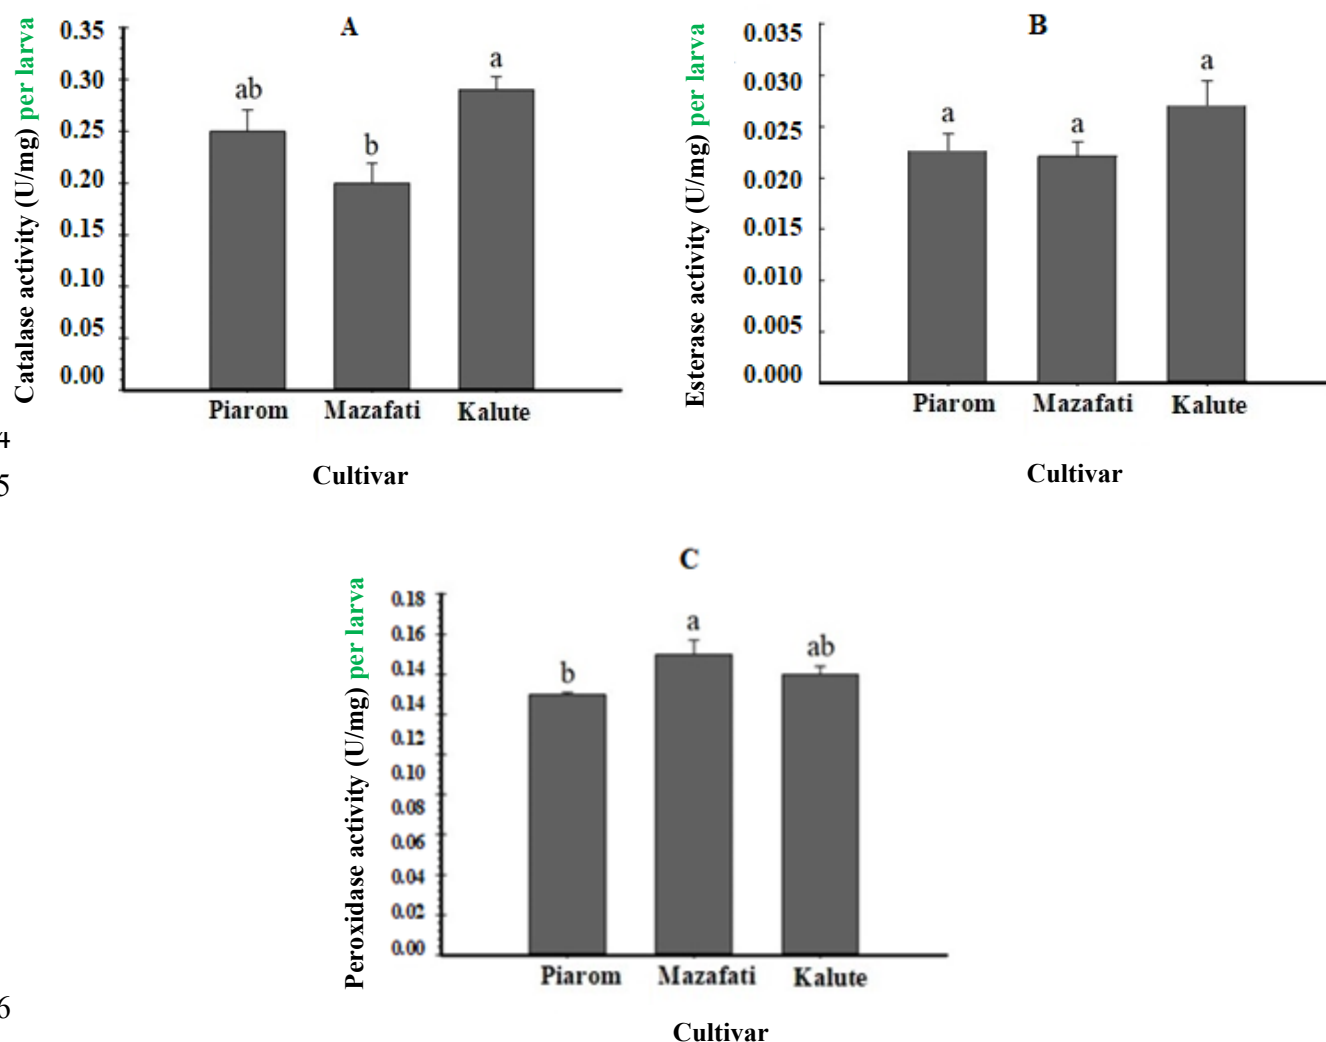 A
Catalase activity (U/mg) per larva
0.35
0.30
0.25
0.20
0.15
0.10
0.05
0.00
ab
b
a
Piarom Mazafati Kalute
Cultivar
B
Esterase activity (U/mg) per larva
0.035
0.030
0.025
0.020
0.015
0.010
0.005
0.000
a
a
a
Piarom Mazafati Kalute
Cultivar
4
5
C
Peroxidase activity (U/mg) per larva
0.18
0.16
0.14
0.14
0.12
0.10
0.08
0.06
0.04
0.02
0.00
b
a
ab
Piarom Mazafati Kalute
6
Cultivar